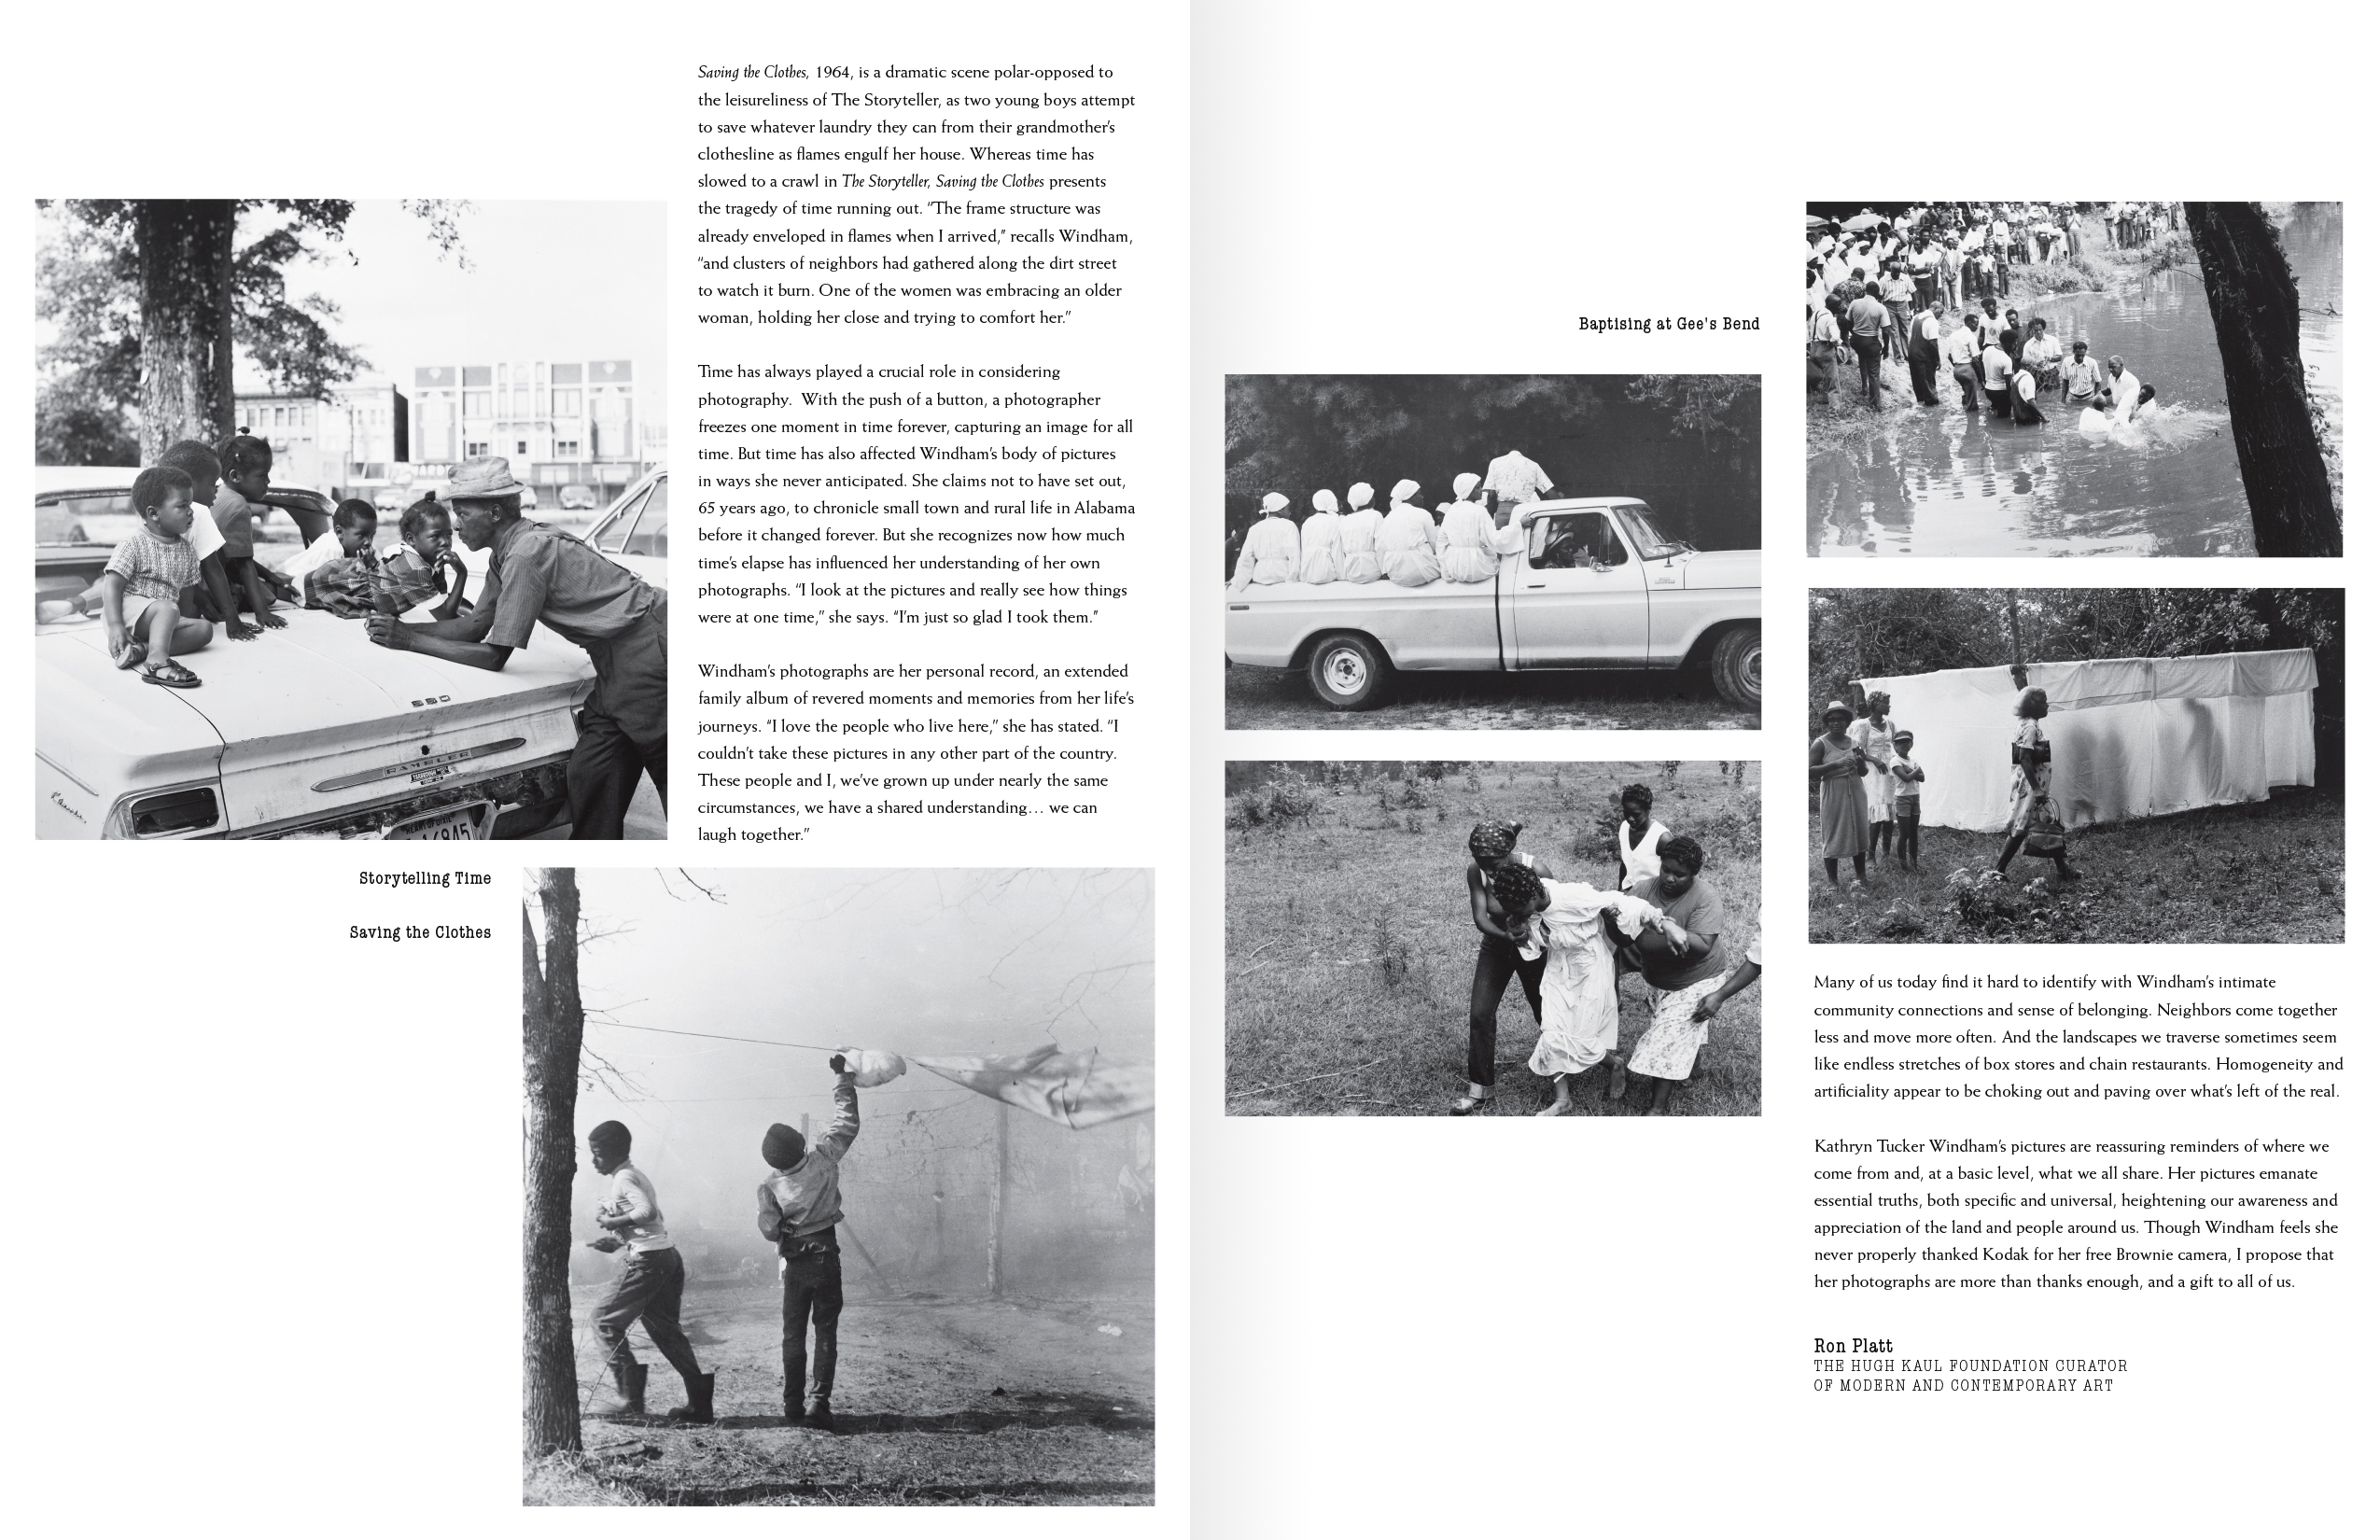 Saving the Clothes, 1964, is a dramatic scene polar-opposed to
the leisureliness of The Storyteller, as two young boys attempt
to save whatever laundry they can from their grandmother's
clothesline as flames engulf her house. Whereas time has
slowed to a crawl in The Storyteller, Saving the Clothes presents
the tragedy of time running out. "The frame structure was
already enveloped in flames when I arrived," recalls Windham,
"and clusters of neighbors had gathered along the dirt street
to watch it burn. One of the women was embracing an older
woman, holding her close and trying to comfort her."
Time has always played a crucial role in considering
photography.  With the push of a button, a photographer
freezes one moment in time forever, capturing an image for all
time. But time has also affected Windham's body of pictures
in ways she never anticipated. She claims not to have set out,
65 years ago, to chronicle small town and rural life in Alabama
before it changed forever. But she recognizes now how much
time's elapse has influenced her understanding of her own
photographs. "I look at the pictures and really see how things
were at one time," she says. "I'm just so glad I took them."
Windham's photographs are her personal record, an extended
family album of revered moments and memories from her life's
journeys. "I love the people who live here," she has stated. "I
couldn't take these pictures in any other part of the country.
These people and I, we've grown up under nearly the same
circumstances, we have a shared understanding… we can
laugh together."
550
RAMBLER
HEART OF DIXIE
Storytelling Time
Saving the Clothes
Baptising at Gee's Bend
Many of us today find it hard to identify with Windham's intimate
community connections and sense of belonging. Neighbors come together
less and move more often. And the landscapes we traverse sometimes seem
like endless stretches of box stores and chain restaurants. Homogeneity and
artificiality appear to be choking out and paving over what's left of the real.
Kathryn Tucker Windham's pictures are reassuring reminders of where we
come from and, at a basic level, what we all share. Her pictures emanate
essential truths, both specific and universal, heightening our awareness and
appreciation of the land and people around us. Though Windham feels she
never properly thanked Kodak for her free Brownie camera, I propose that
her photographs are more than thanks enough, and a gift to all of us.
Ron Platt
THE HUGH KAUL FOUNDATION CURATOR
OF MODERN AND CONTEMPORARY ART